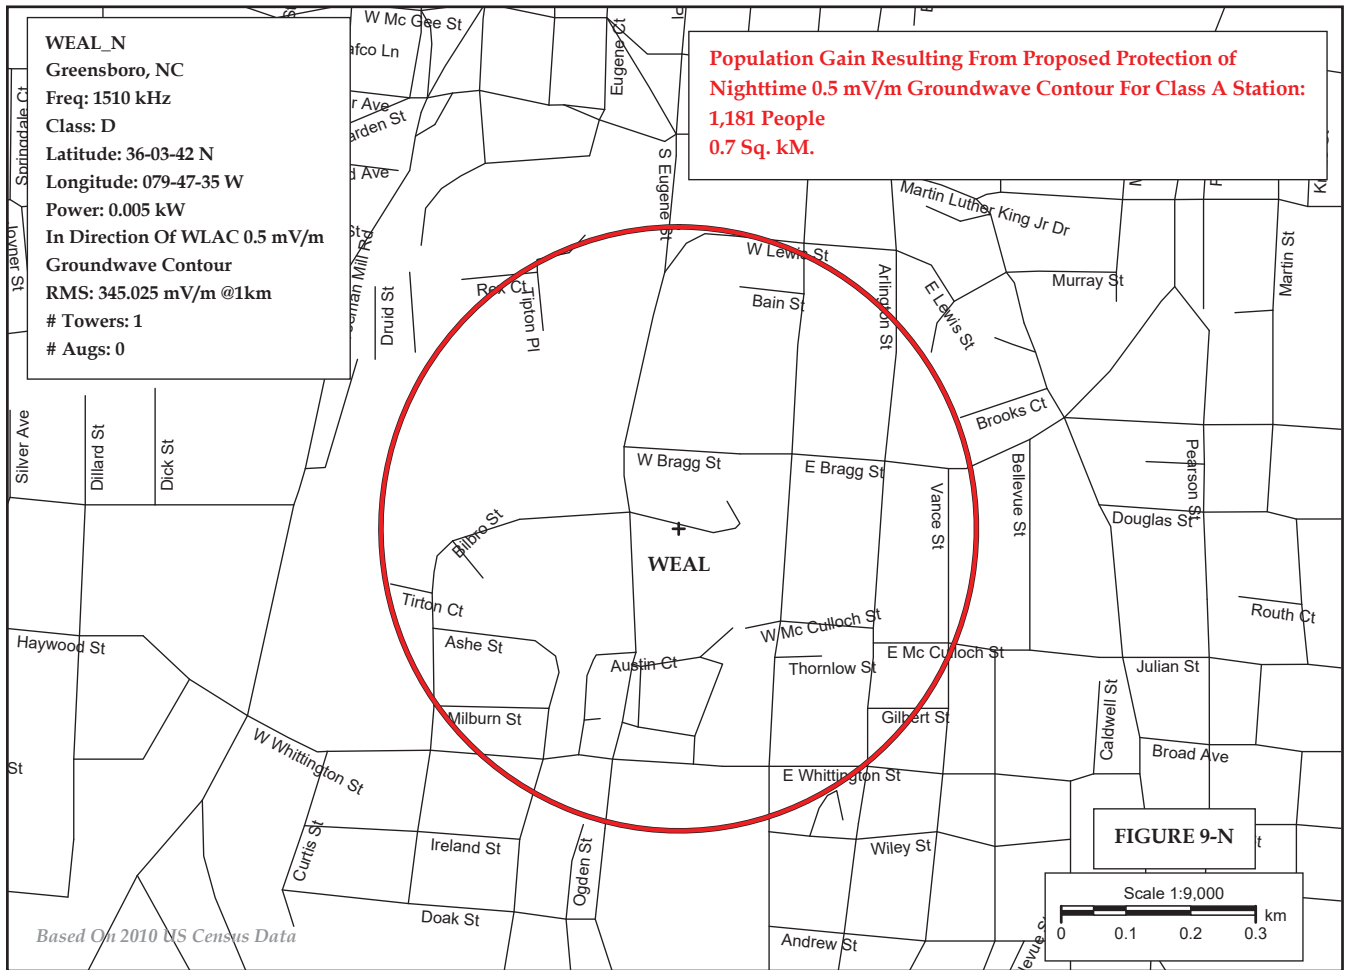 WEAL_N
Greensboro, NC
Freq: 1510 kHz
Class: D
Latitude: 36-03-42 N
Longitude: 079-47-35 W
Power: 0.005 kW
In Direction Of WLAC 0.5 mV/m
Groundwave Contour
RMS: 345.025 mV/m @1km
# Towers: 1
# Augs: 0
Population Gain Resulting From Proposed Protection of
Nighttime 0.5 mV/m Groundwave Contour For Class A Station:
1,181 People
0.7 Sq. kM.
W Mc Gee St
Eugene Ct
Springdale Ct
Joyner St
S Eugene St
Martin Luther King Jr Dr
W Lewis St
Murray St
Martin St
Rex Ct
Tipton Pl
Druid St
Bain St
Arlington St
E Lewis St
Brooks Ct
Silver Ave
Dillard St
Dick St
W Bragg St
E Bragg St
Vance St
Bellevue St
Pearson St
Douglas St
Bilbro St
WEAL
Tirton Ct
W Mc Culloch St
Routh Ct
Haywood St
Ashe St
Austin Ct
Thornlow St
E Mc Culloch St
Julian St
Milburn St
Gilbert St
Caldwell St
Broad Ave
W Whittington St
E Whittington St
St
Curtis St
Ireland St
Ogden St
Wiley St
FIGURE 9-N
Doak St
Andrew St
Scale 1:9,000
km
0 0.1 0.2 0.3
Based On 2010 US Census Data